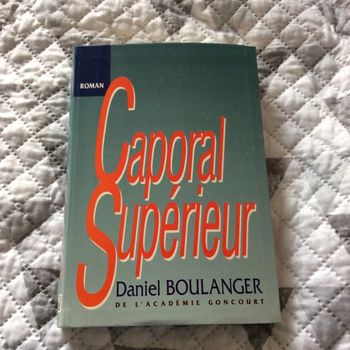 ROMAN
Caporal
Supérieur
Daniel BOULANGER
DE L'ACADÉMIE GONCOURT